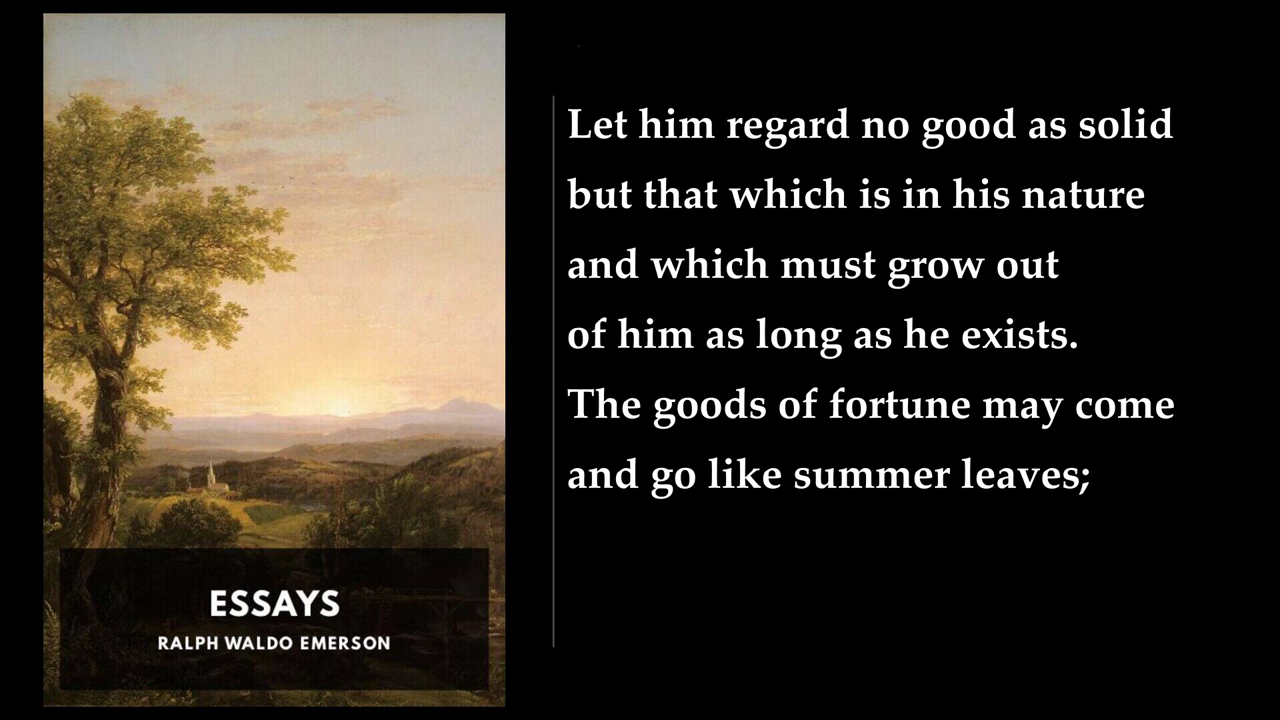 Let him regard no good as solid
but that which is in his nature
and which must grow out
of him as long as he exists.
The goods of fortune may come
and go like summer leaves;
ESSAYS
RALPH WALDO EMERSON